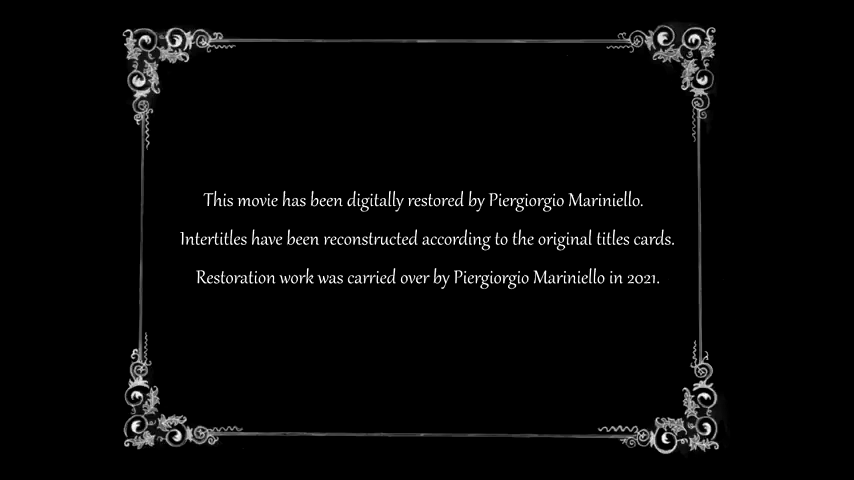 This movie has been digitally restored by Piergiorgio Mariniello.
Intertitles have been reconstructed according to the original titles cards.
Restoration work was carried over by Piergiorgio Mariniello in 2021.